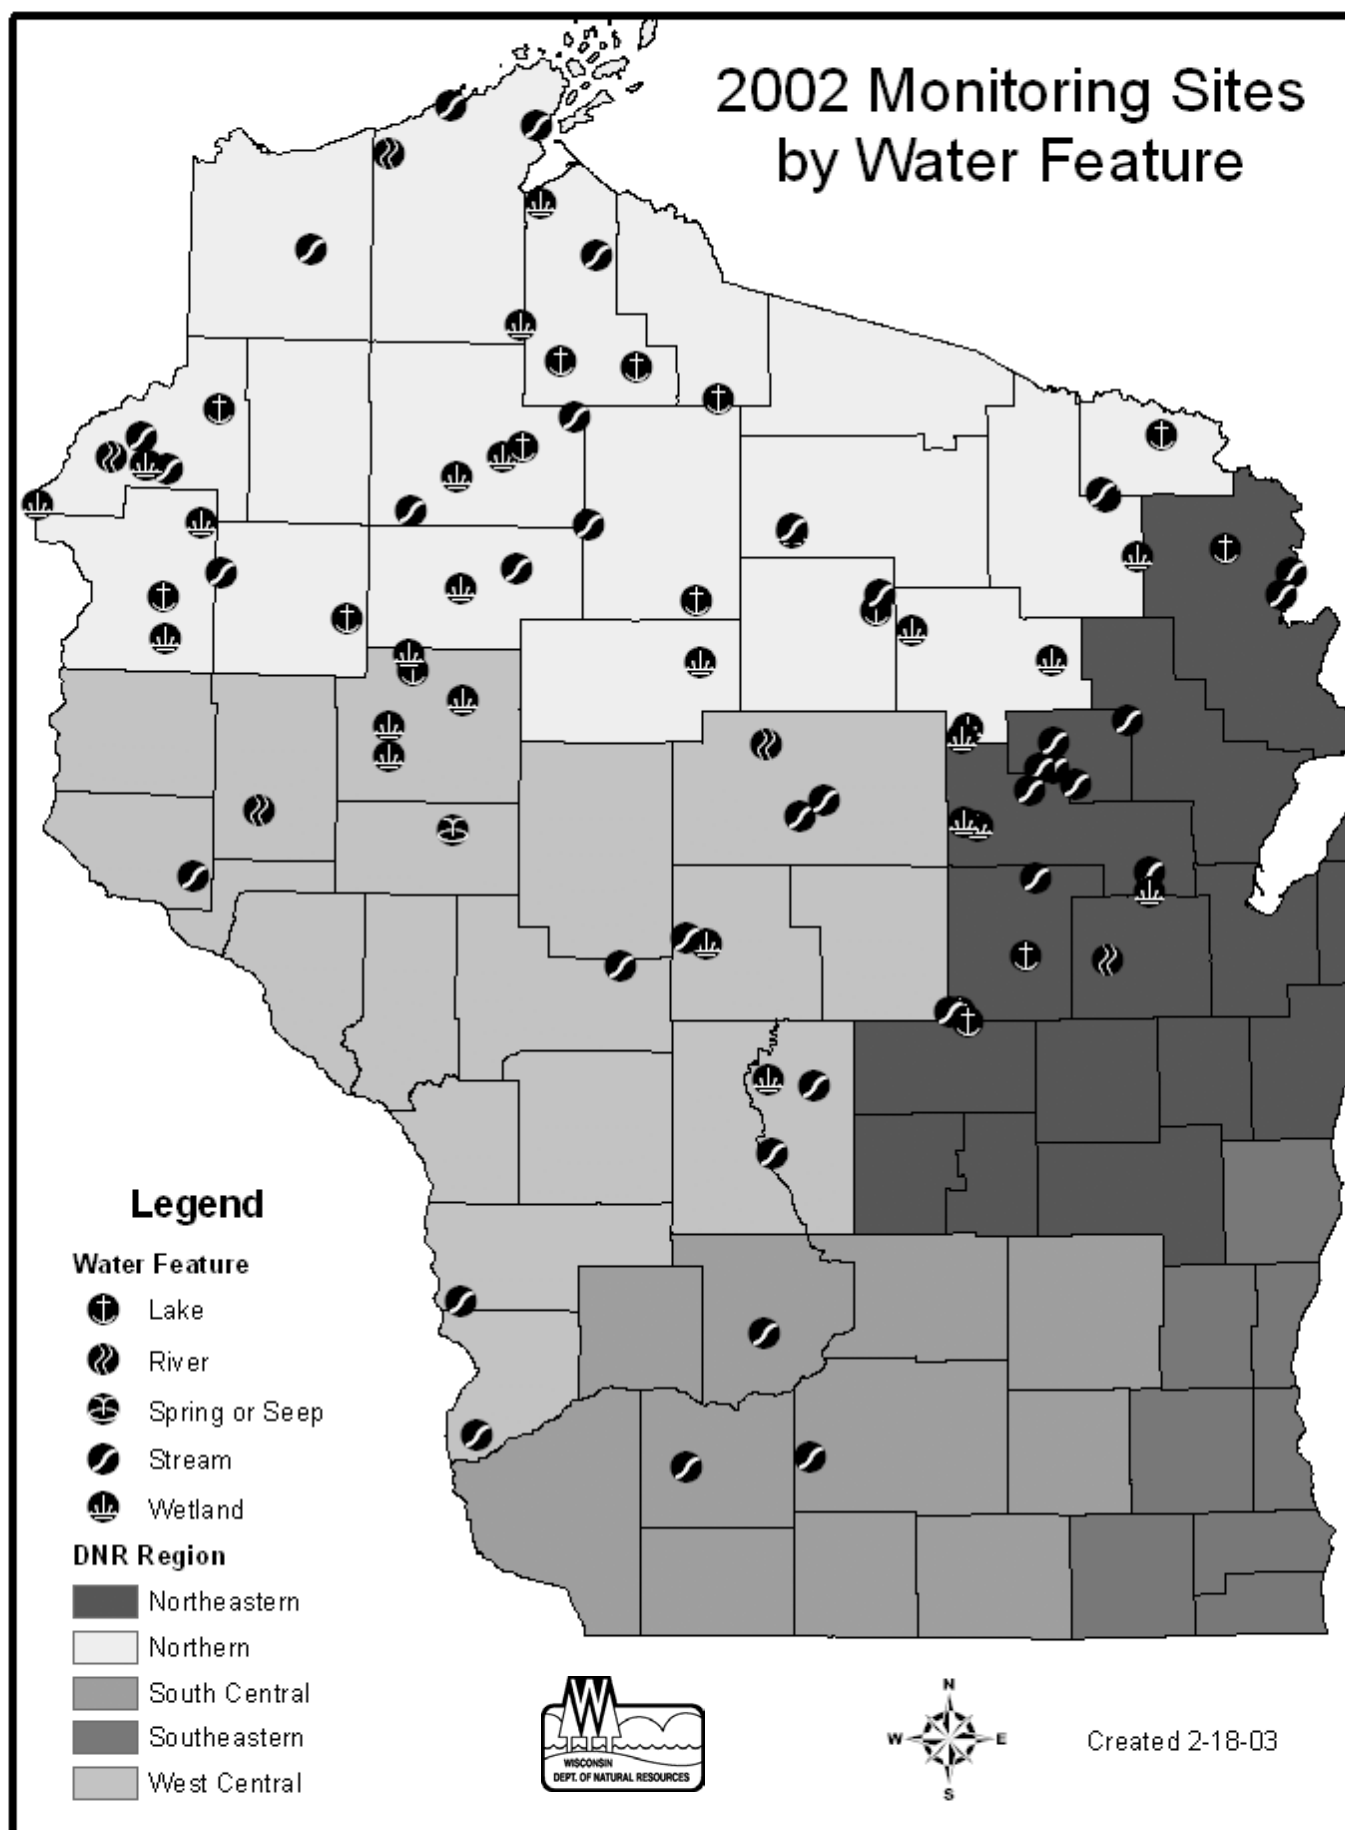 2002 Monitoring Sites
by Water Feature
Legend
Water Feature
Lake
River
Spring or Seep
Stream
Wetland
DNR Region
Northeastern
Northern
South Central
Southeastern
West Central
W
WISCONSIN
DEPT. OF NATURAL RESOURCES
N
W
E
S
Created 2-18-03